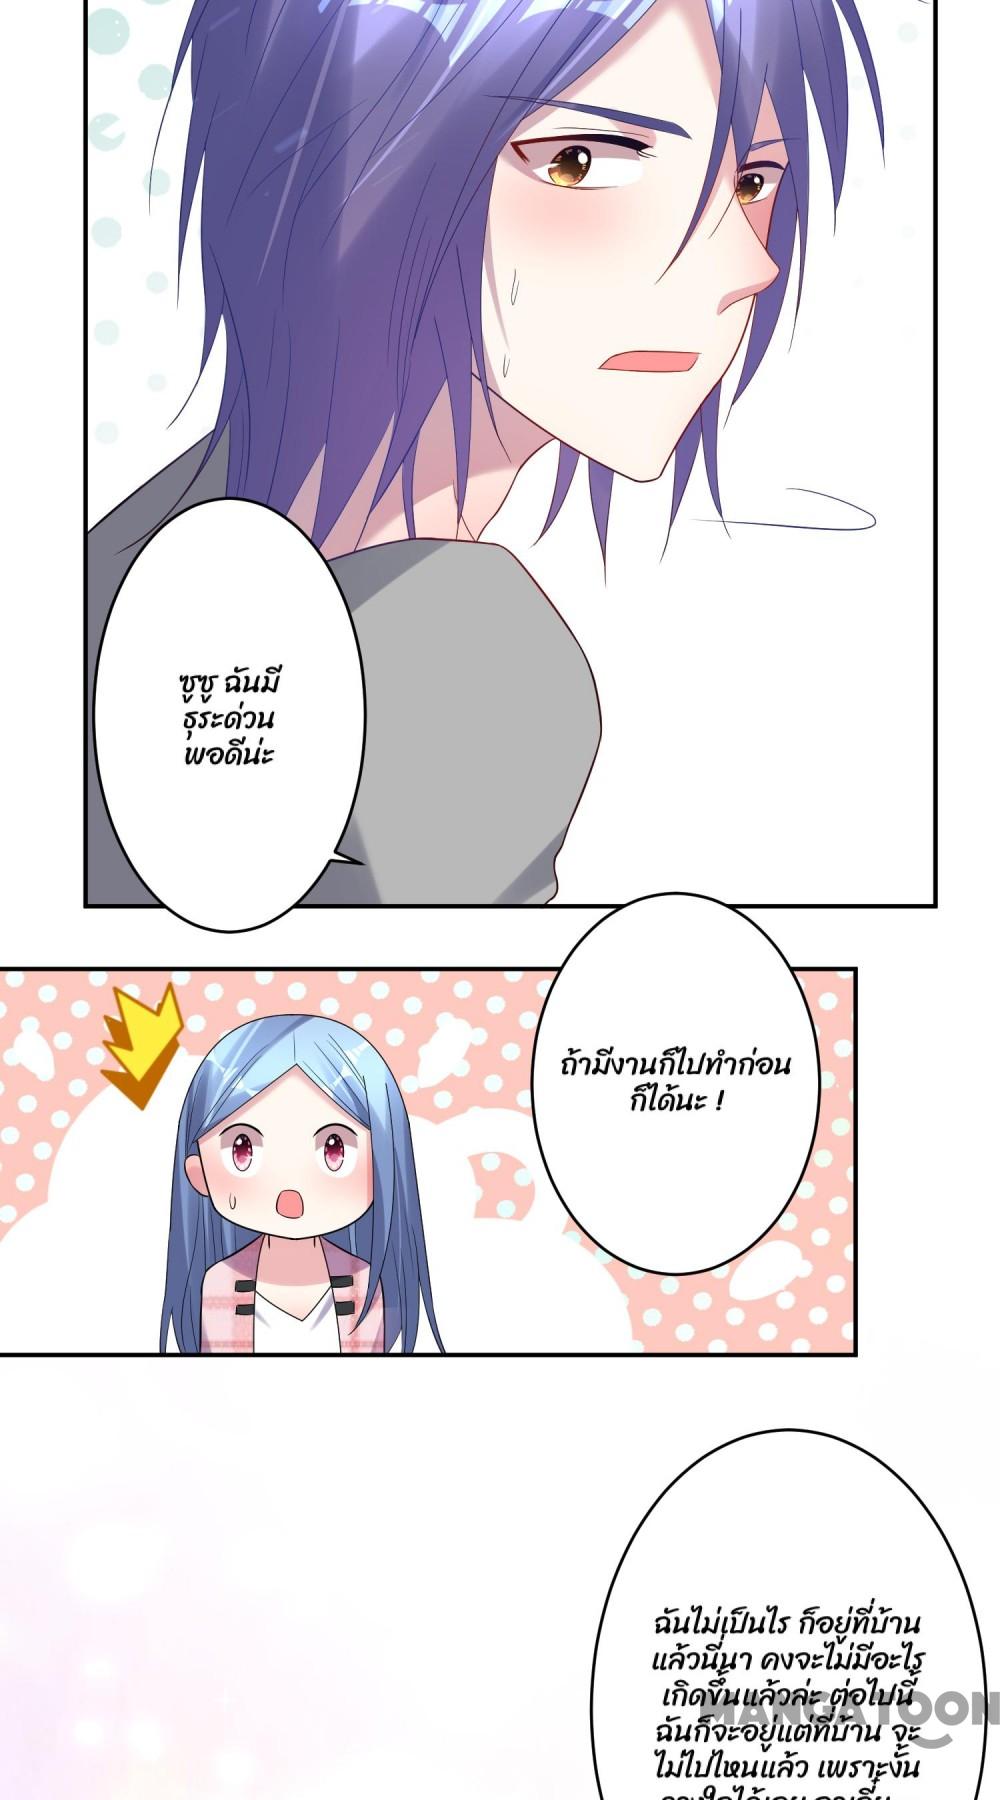 ซูซู ฉันมี
ธุระด่วน
พอดีน่ะ
ถ้ามีงานก็ไปทำก่อน
ก็ได้นะ !
ฉันไม่เป็นไร ก็อยู่ที่บ้าน
แล้วนี่นา คงจะไม่มีอะไร
เกิดขึ้นแล้วล่ะ ต่อไปนี้
MANGATOON
ฉันก็จะอยู่แต่ที่บ้าน จะ
ไม่ไปไหนแล้ว เพราะงั้น